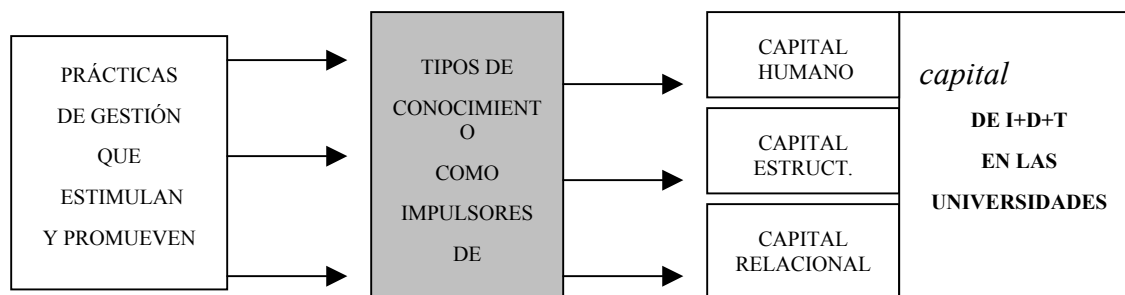 PRÁCTICAS
DE GESTIÓN
QUE
ESTIMULAN
Y PROMUEVEN
TIPOS DE
CONOCIMIENT
O
COMO
IMPULSORES
DE
CAPITAL
HUMANO
CAPITAL
ESTRUCT.
CAPITAL
RELACIONAL
capital
DE I+D+T
EN LAS
UNIVERSIDADES